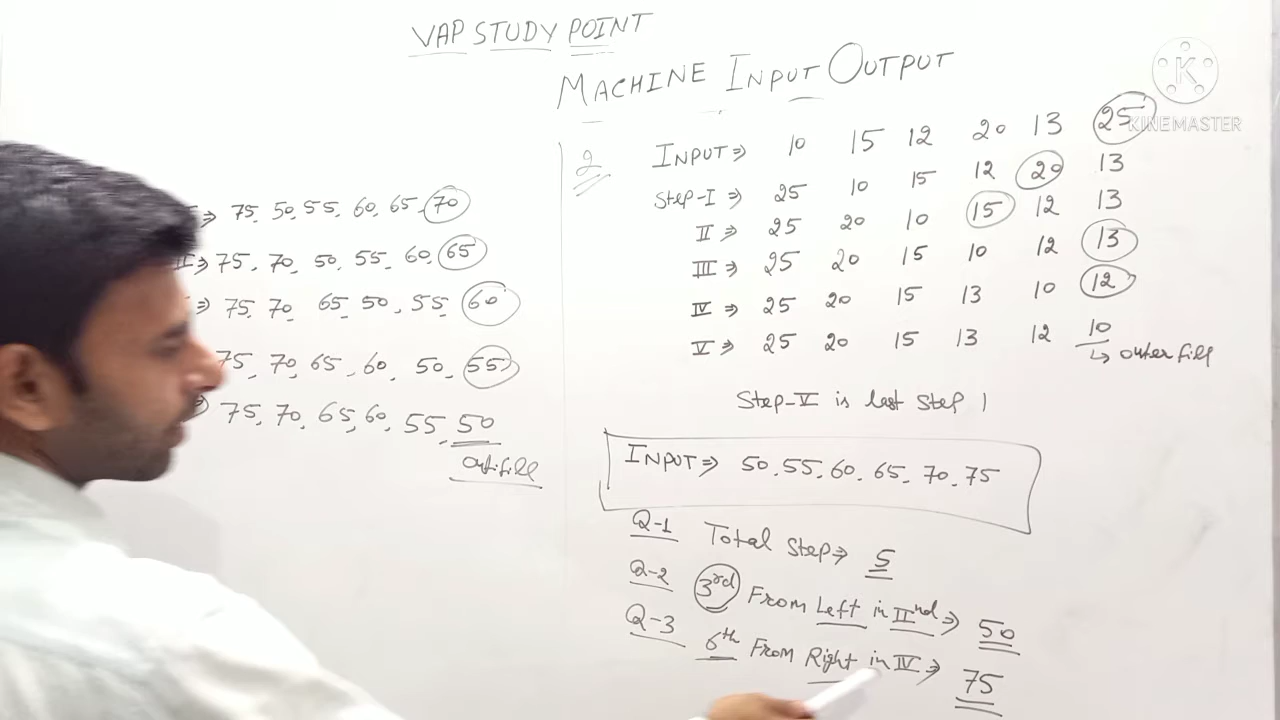 VAP STUDY POINT
MACHINE INPUT OUTPUT
K
KINEMASTER
⇒ 75, 50, 55, 60, 65, 70
⇒ 75, 70, 50, 55, 60, 65
⇒ 75, 70, 65, 50, 55, 60
75, 70, 65, 60, 50, 55
75, 70, 65, 60, 55, 50
2
INPUT ⇒ 10 15 12 20 13 25
Step-I ⇒ 25 10 15 12 20 13
II ⇒ 25 20 10 15 12 13
III ⇒ 25 20 15 10 12 13
IV ⇒ 25 20 15 13 10 12
V ⇒ 25 20 15 13 12 10
Step-V is last step
INPUT ⇒ 50, 55, 60, 65, 70, 75
Q-1 Total Step ⇒ 5
Q-2 3rd From Left in IInd ⇒ 50
Q-3 6th From Right in IV ⇒ 75